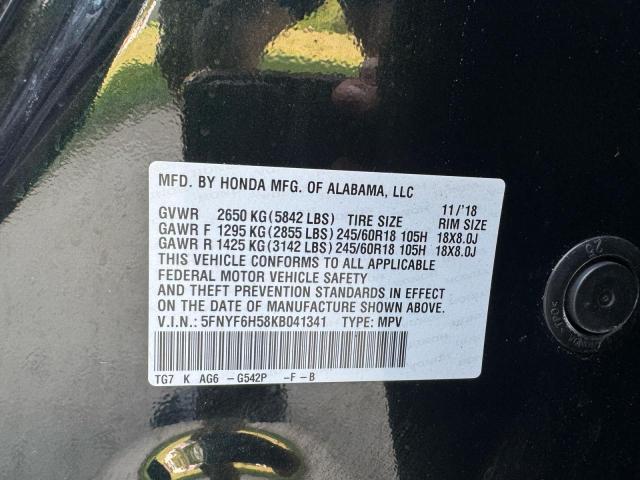 MFD. BY HONDA MFG. OF ALABAMA, LLC
GVWR 2650 KG(5842 LBS) TIRE SIZE 11/'18 RIM SIZE
GAWR F 1295 KG(2855 LBS) 245/60R18 105H 18X8.0J
GAWR R 1425 KG(3142 LBS) 245/60R18 105H 18X8.0J
THIS VEHICLE CONFORMS TO ALL APPLICABLE
FEDERAL MOTOR VEHICLE SAFETY
AND THEFT PREVENTION STANDARDS IN EFFECT
ON THE DATE OF MANUFACTURE SHOWN ABOVE.
V.I.N.: 5FNYF6H58KB041341 TYPE: MPV
TG7 K AG6 -G542P -F-B
25